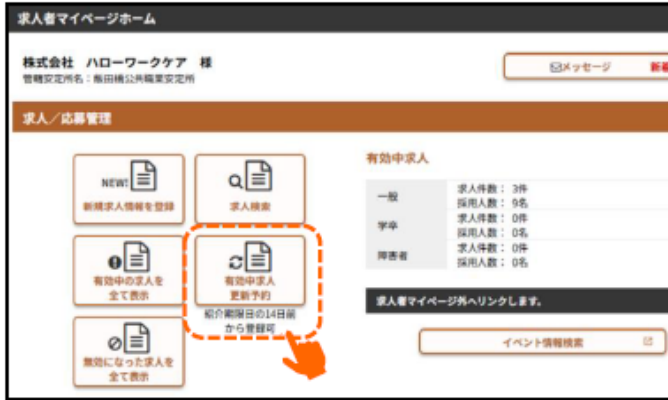 求人者マイページホーム
株式会社　ハローワークケア　様
管轄安定所名：飯田橋公共職業安定所
メッセージ 新着
求人／応募管理
NEW!
新規求人情報を登録
求人検索
有効中の求人を
全て表示
有効中求人
更新予約
紹介期限日の14日前
から登録可
無効になった求人を
全て表示
有効中求人
一般
求人件数： 3件
採用人数： 9名
学卒
求人件数： 0件
採用人数： 0名
障害者
求人件数： 0件
採用人数： 0名
求人者マイページ外へリンクします。
イベント情報検索